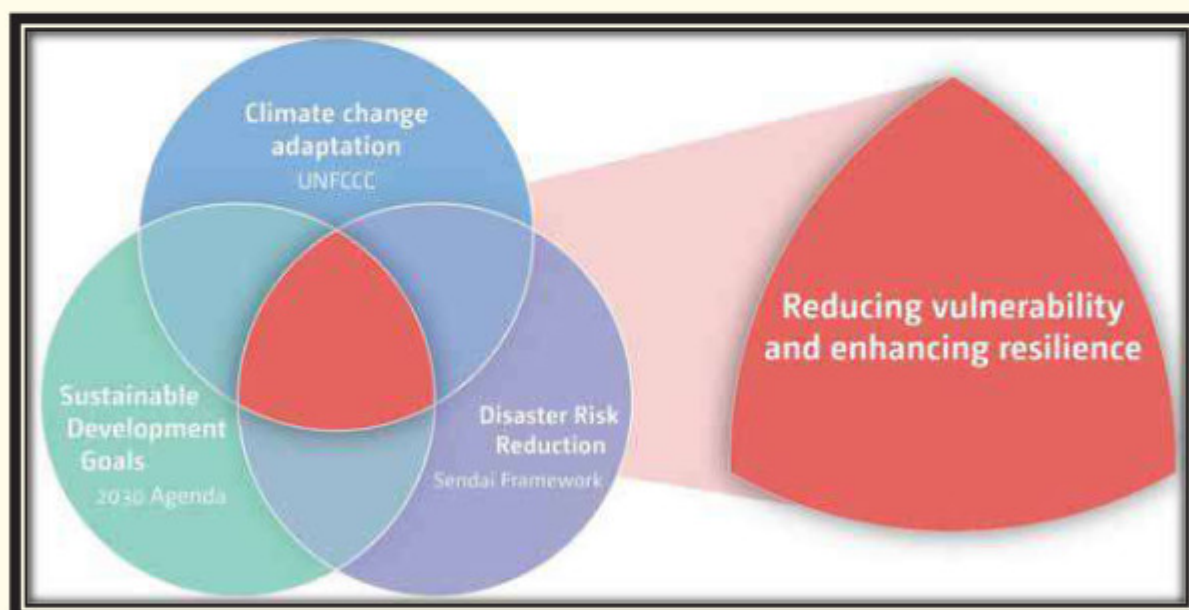 Climate change
adaptation
UNFCCC
Sustainable
Development
Goals
2030 Agenda
Disaster Risk
Reduction
Sendai Framework
Reducing vulnerability
and enhancing resilience